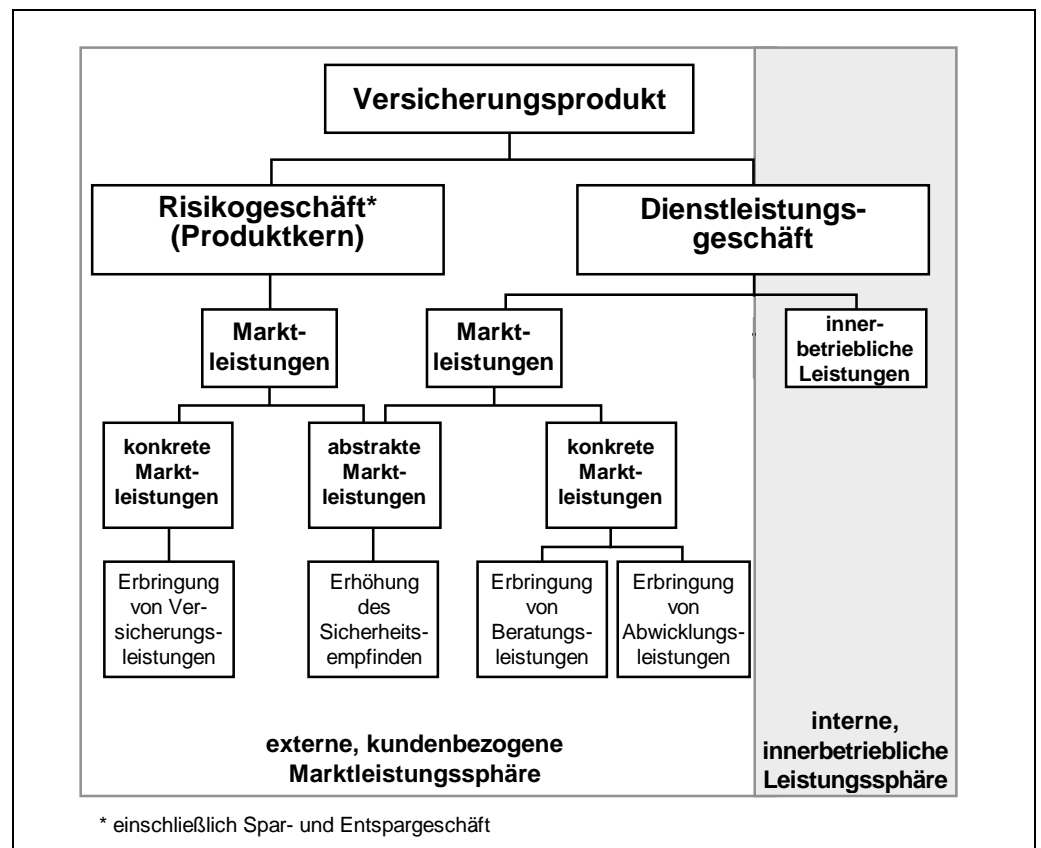 Versicherungsprodukt
Risikogeschäft*
(Produktkern)
Dienstleistungs-
geschäft
Markt-
leistungen
Markt-
leistungen
inner-
betriebliche
Leistungen
konkrete
Markt-
leistungen
abstrakte
Markt-
leistungen
konkrete
Markt-
leistungen
Erbringung
von Ver-
sicherungs-
leistungen
Erhöhung
des
Sicherheits-
empfinden
Erbringung
von
Beratungs-
leistungen
Erbringung
von
Abwicklungs-
leistungen
externe, kundenbezogene
Marktleistungssphäre
interne,
innerbetriebliche
Leistungssphäre
* einschließlich Spar- und Entspargeschäft